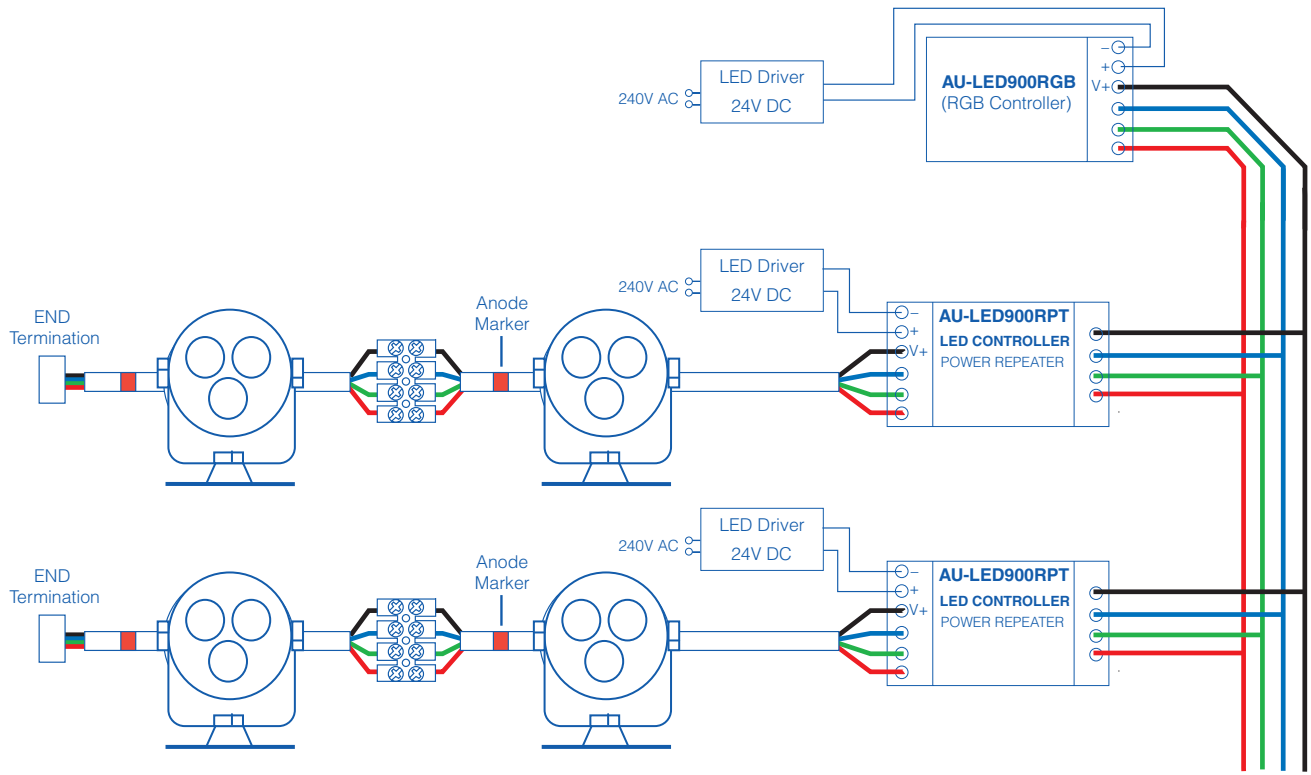 LED Driver
24V DC
240V AC
−
+
V+
AU-LED900RGB
(RGB Controller)
LED Driver
24V DC
240V AC
−
+
V+
AU-LED900RPT
LED CONTROLLER
POWER REPEATER
END
Termination
Anode
Marker
LED Driver
24V DC
240V AC
−
+
V+
AU-LED900RPT
LED CONTROLLER
POWER REPEATER
END
Termination
Anode
Marker